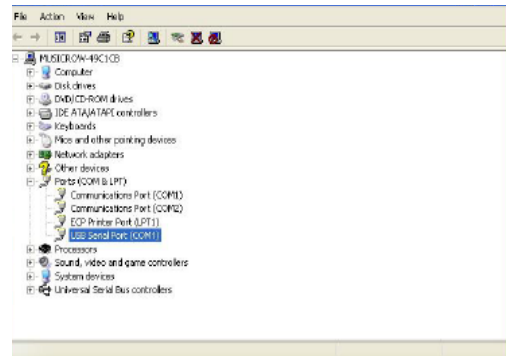 File Action View Help
MUSICROW-49C1CB
Computer
Disk drives
DVD/CD-ROM drives
IDE ATA/ATAPI controllers
Keyboards
Mice and other pointing devices
Network adapters
Other devices
Ports (COM & LPT)
Communications Port (COM1)
Communications Port (COM2)
ECP Printer Port (LPT1)
USB Serial Port (COM1)
Processors
Sound, video and game controllers
System devices
Universal Serial Bus controllers